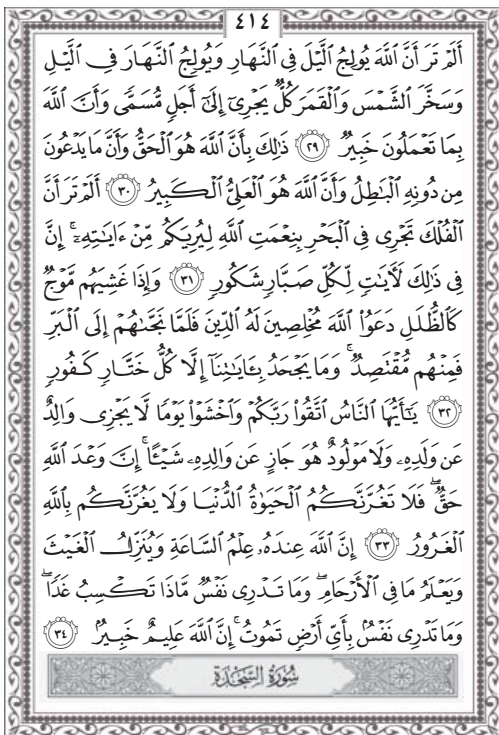 ٤١٤
أَلَمْ تَرَ أَنَّ ٱللَّهَ يُولِجُ ٱلَّيْلَ فِى ٱلنَّهَارِ وَيُولِجُ ٱلنَّهَارَ فِى ٱلَّيْلِ
وَسَخَّرَ ٱلشَّمْسَ وَٱلْقَمَرَ كُلٌّ يَجْرِىٓ إِلَىٰٓ أَجَلٍ مُّسَمًّى وَأَنَّ ٱللَّهَ
بِمَا تَعْمَلُونَ خَبِيرٌ ٢٩ ذَٰلِكَ بِأَنَّ ٱللَّهَ هُوَ ٱلْحَقُّ وَأَنَّ مَا يَدْعُونَ
مِن دُونِهِ ٱلْبَٰطِلُ وَأَنَّ ٱللَّهَ هُوَ ٱلْعَلِىُّ ٱلْكَبِيرُ ٣٠ أَلَمْ تَرَ أَنَّ
ٱلْفُلْكَ تَجْرِى فِى ٱلْبَحْرِ بِنِعْمَتِ ٱللَّهِ لِيُرِيَكُم مِّنْ ءَايَٰتِهِۦٓ ۚ إِنَّ
فِى ذَٰلِكَ لَءَايَٰتٍ لِّكُلِّ صَبَّارٍ شَكُورٍ ٣١ وَإِذَا غَشِيَهُم مَّوْجٌ
كَٱلظُّلَلِ دَعَوُا۟ ٱللَّهَ مُخْلِصِينَ لَهُ ٱلدِّينَ فَلَمَّا نَجَّىٰهُمْ إِلَى ٱلْبَرِّ
فَمِنْهُم مُّقْتَصِدٌ ۚ وَمَا يَجْحَدُ بِـَٔايَٰتِنَآ إِلَّا كُلُّ خَتَّارٍ كَفُورٍ
٣٢ يَٰٓأَيُّهَا ٱلنَّاسُ ٱتَّقُوا۟ رَبَّكُمْ وَٱخْشَوْا۟ يَوْمًا لَّا يَجْزِى وَالِدٌ
عَن وَلَدِهِۦ وَلَا مَوْلُودٌ هُوَ جَازٍ عَن وَالِدِهِۦ شَيْـًٔا ۚ إِنَّ وَعْدَ ٱللَّهِ
حَقٌّ ۖ فَلَا تَغُرَّنَّكُمُ ٱلْحَيَوٰةُ ٱلدُّنْيَا وَلَا يَغُرَّنَّكُم بِٱللَّهِ
ٱلْغَرُورُ ٣٣ إِنَّ ٱللَّهَ عِندَهُۥ عِلْمُ ٱلسَّاعَةِ وَيُنَزِّلُ ٱلْغَيْثَ
وَيَعْلَمُ مَا فِى ٱلْأَرْحَامِ ۖ وَمَا تَدْرِى نَفْسٌ مَّاذَا تَكْسِبُ غَدًا ۖ
وَمَا تَدْرِى نَفْسٌۢ بِأَىِّ أَرْضٍ تَمُوتُ ۚ إِنَّ ٱللَّهَ عَلِيمٌ خَبِيرٌۢ ٣٤
سُورَةُ السَّجْدَةِ